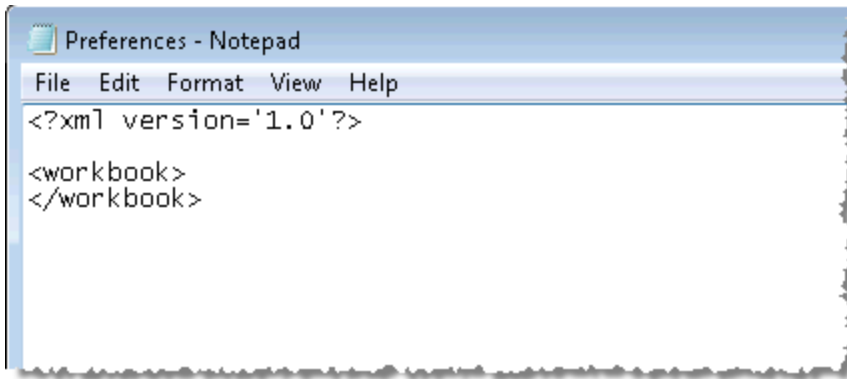 Preferences - Notepad
File Edit Format View Help
<?xml version='1.0'?>
<workbook>
</workbook>